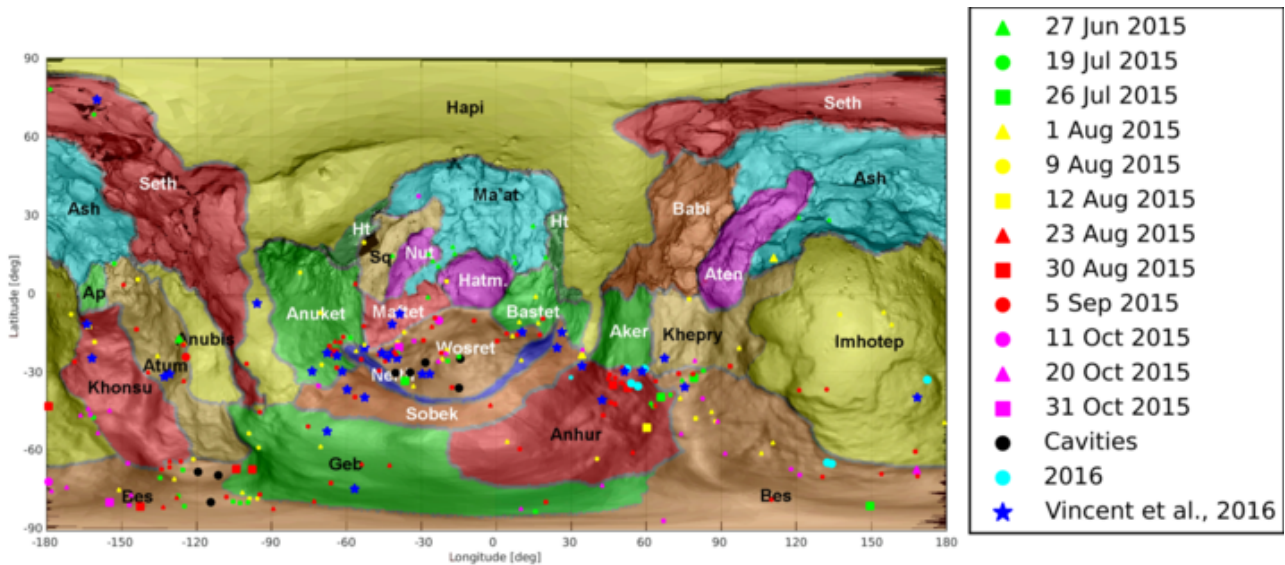 90
60
30
0
-30
-60
-90
-180
-150
-120
-90
-60
-30
0
30
60
90
120
150
180
Latitude [deg]
Longitude [deg]
Hapi
Seth
Seth
Ash
Ma'at
Ash
Ht
Ht
Babi
Sq
Nut
Hatm.
Aten
Ap
Anuket
Maftet
Bastet
Aker
Khepry
Anubis
Atum
Wosret
Imhotep
Khonsu
Sobek
Anhur
Geb
Bes
Bes
27 Jun 2015
19 Jul 2015
26 Jul 2015
1 Aug 2015
9 Aug 2015
12 Aug 2015
23 Aug 2015
30 Aug 2015
5 Sep 2015
11 Oct 2015
20 Oct 2015
31 Oct 2015
Cavities
2016
Vincent et al., 2016